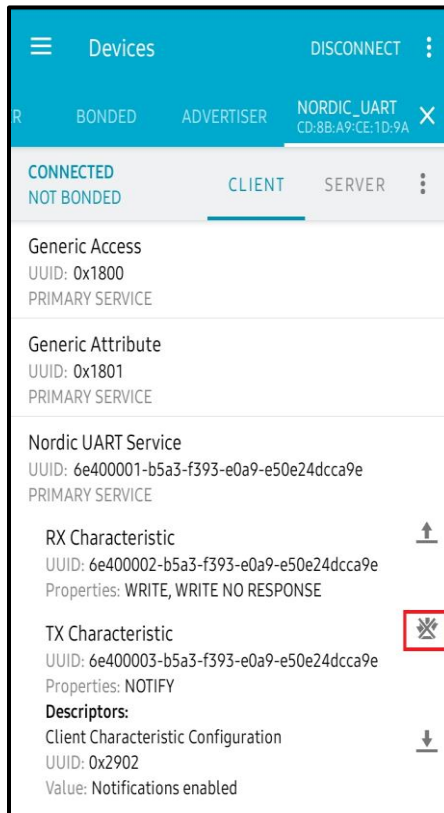 Devices
DISCONNECT
R
BONDED
ADVERTISER
NORDIC_UART
CD:8B:A9:CE:1D:9A
CONNECTED
NOT BONDED
CLIENT
SERVER
Generic Access
UUID: 0x1800
PRIMARY SERVICE
Generic Attribute
UUID: 0x1801
PRIMARY SERVICE
Nordic UART Service
UUID: 6e400001-b5a3-f393-e0a9-e50e24dcca9e
PRIMARY SERVICE
RX Characteristic
UUID: 6e400002-b5a3-f393-e0a9-e50e24dcca9e
Properties: WRITE, WRITE NO RESPONSE
TX Characteristic
UUID: 6e400003-b5a3-f393-e0a9-e50e24dcca9e
Properties: NOTIFY
Descriptors:
Client Characteristic Configuration
UUID: 0x2902
Value: Notifications enabled